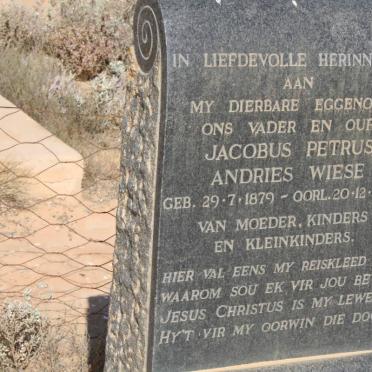 IN LIEFDEVOLLE HERINN
AAN
MY DIERBARE EGGENO
ONS VADER EN OUP
JACOBUS PETRUS
ANDRIES WIESE
GEB. 29·7·1879 – OORL. 20·12·
VAN MOEDER, KINDERS
EN KLEINKINDERS.
HIER VAL EENS MY REISKLEED
WAAROM SOU EK VIR JOU BE
JESUS CHRISTUS IS MY LEWE
HY'T VIR MY OORWIN DIE DO